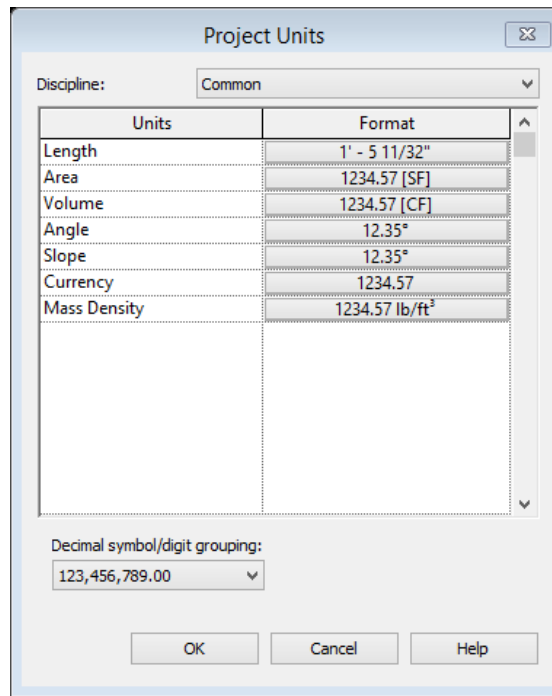 Project Units
Discipline: Common
Units Format
Length 1' - 5 11/32"
Area 1234.57 [SF]
Volume 1234.57 [CF]
Angle 12.35°
Slope 12.35°
Currency 1234.57
Mass Density 1234.57 lb/ft³
Decimal symbol/digit grouping:
123,456,789.00
OK Cancel Help